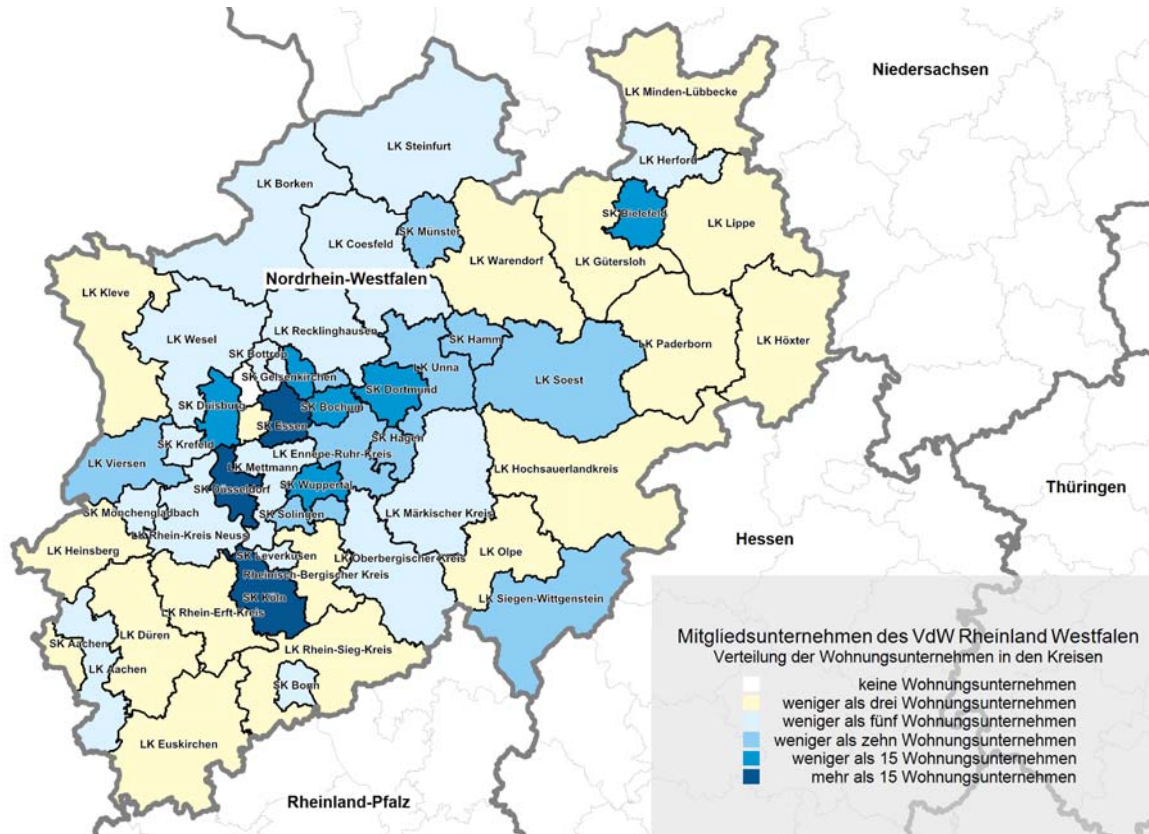 Niedersachsen
LK Minden-Lübbecke
LK Steinfurt
LK Herford
LK Borken
SK Bielefeld
LK Lippe
SK Münster
LK Coesfeld
LK Warendorf
LK Gütersloh
Nordrhein-Westfalen
LK Kleve
LK Recklinghausen
LK Wesel
SK Hamm
LK Paderborn
LK Höxter
SK Bottrop
LK Unna
SK Gelsenkirchen
LK Soest
SK Dortmund
SK Duisburg
SK Bochum
SK Essen
SK Krefeld
SK Hagen
LK Ennepe-Ruhr-Kreis
LK Viersen
LK Mettmann
LK Hochsauerlandkreis
SK Düsseldorf
SK Wuppertal
Thüringen
SK Mönchengladbach
SK Solingen
LK Märkischer Kreis
LK Rhein-Kreis Neuss
Hessen
LK Heinsberg
SK Leverkusen
LK Oberbergischer Kreis
LK Olpe
Rheinisch-Bergischer Kreis
SK Köln
LK Siegen-Wittgenstein
LK Rhein-Erft-Kreis
LK Düren
SK Aachen
LK Rhein-Sieg-Kreis
LK Aachen
SK Bonn
LK Euskirchen
Rheinland-Pfalz
Mitgliedsunternehmen des VdW Rheinland Westfalen
Verteilung der Wohnungsunternehmen in den Kreisen
keine Wohnungsunternehmen
weniger als drei Wohnungsunternehmen
weniger als fünf Wohnungsunternehmen
weniger als zehn Wohnungsunternehmen
weniger als 15 Wohnungsunternehmen
mehr als 15 Wohnungsunternehmen